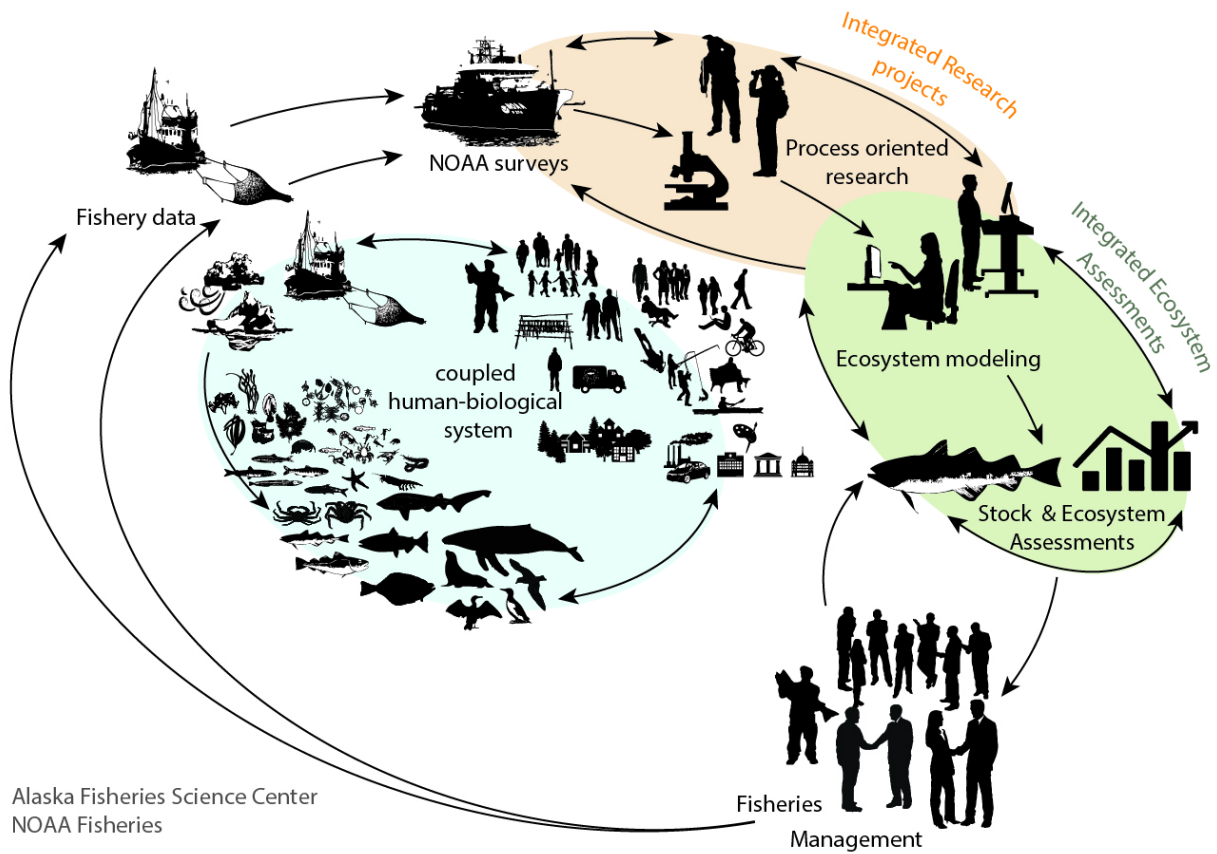 Integrated Research
projects
NOAA surveys
Process oriented
research
Fishery data
Integrated Ecosystem
Assessments
Ecosystem modeling
coupled
human-biological
system
Stock & Ecosystem
Assessments
Fisheries
Management
Alaska Fisheries Science Center
NOAA Fisheries